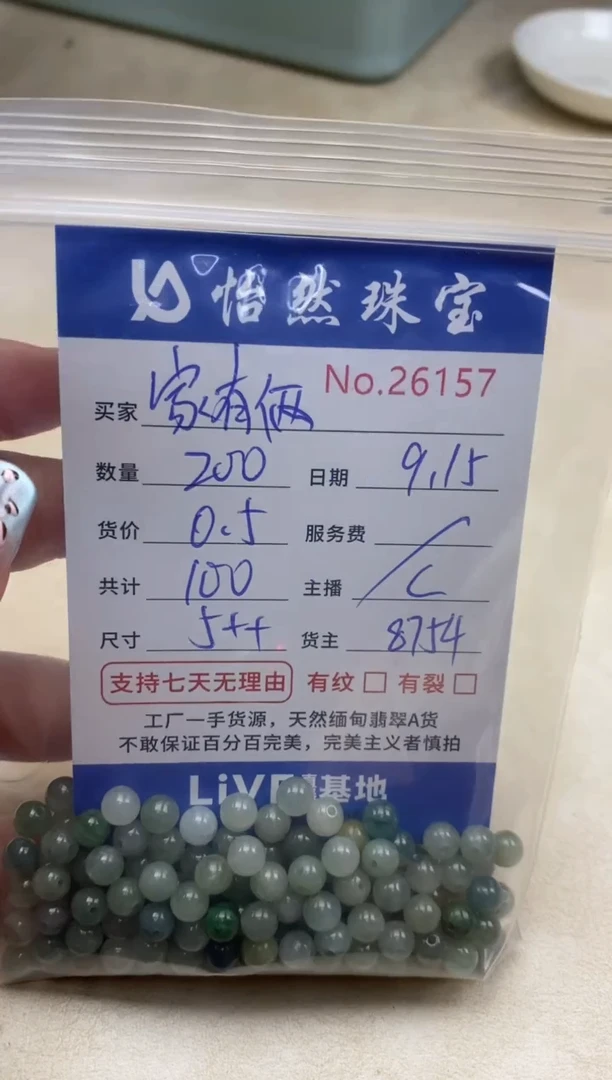 怡然珠宝
No.26157
买家 家有俩
数量 200 日期 9.15
货价 0.5 服务费
共计 100 主播 C
尺寸 5++ 货主 8754
支持七天无理由 有纹 □ 有裂 □
工厂一手货源，天然缅甸翡翠A货
不敢保证百分百完美，完美主义者慎拍
LiVE 基地